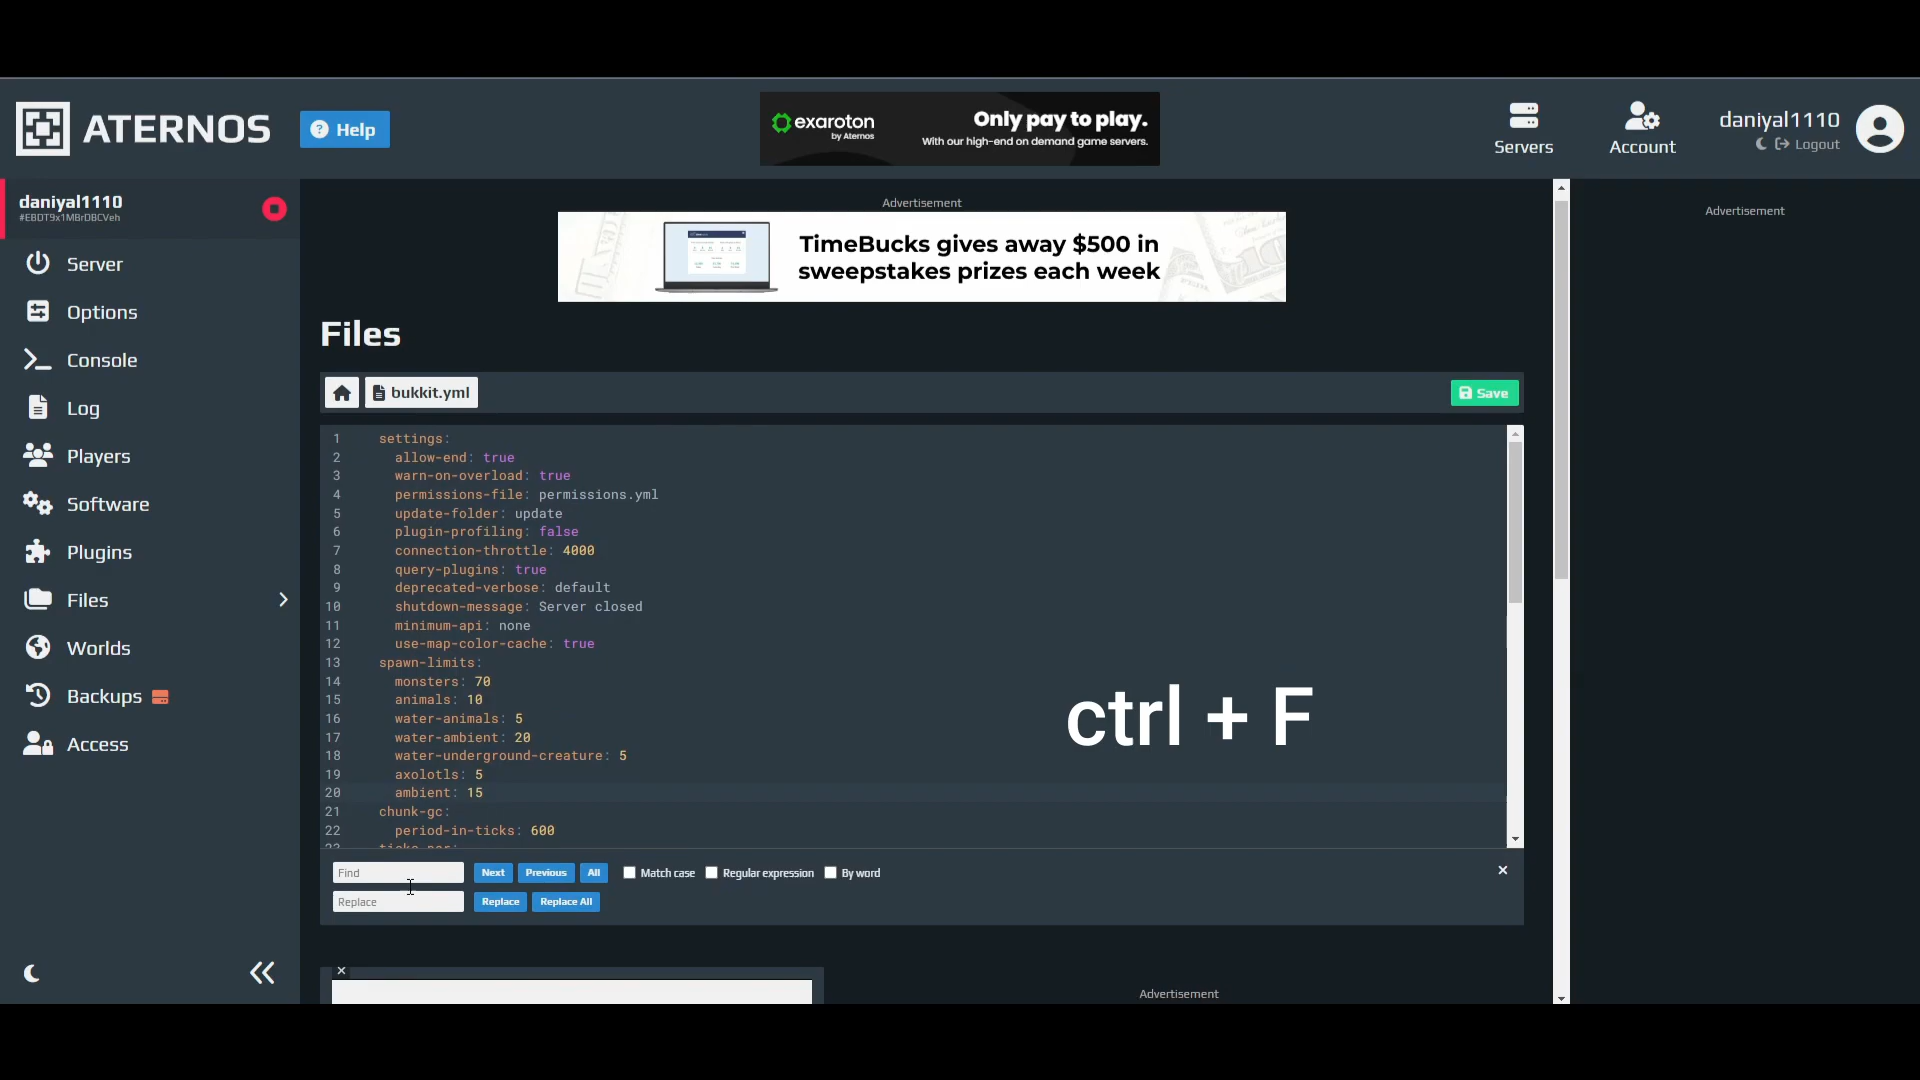 ATERNOS
? Help
exaroton
by Aternos
Only pay to play.
With our high-end on demand game servers.
Servers
Account
daniyal1110
Logout
daniyal1110
#EBDT9x1MBrDBCVeh
Server
Options
Console
Log
Players
Software
Plugins
Files
Worlds
Backups
Access
Advertisement
TimeBucks gives away $500 in
sweepstakes prizes each week
Advertisement
Files
bukkit.yml
Save
1 settings:
2 allow-end: true
3 warn-on-overload: true
4 permissions-file: permissions.yml
5 update-folder: update
6 plugin-profiling: false
7 connection-throttle: 4000
8 query-plugins: true
9 deprecated-verbose: default
10 shutdown-message: Server closed
11 minimum-api: none
12 use-map-color-cache: true
13 spawn-limits:
14 monsters: 70
15 animals: 10
16 water-animals: 5
17 water-ambient: 20
18 water-underground-creature: 5
19 axolotls: 5
20 ambient: 15
21 chunk-gc:
22 period-in-ticks: 600
ctrl + F
Find Next Previous All Match case Regular expression By word
Replace Replace Replace All
Advertisement